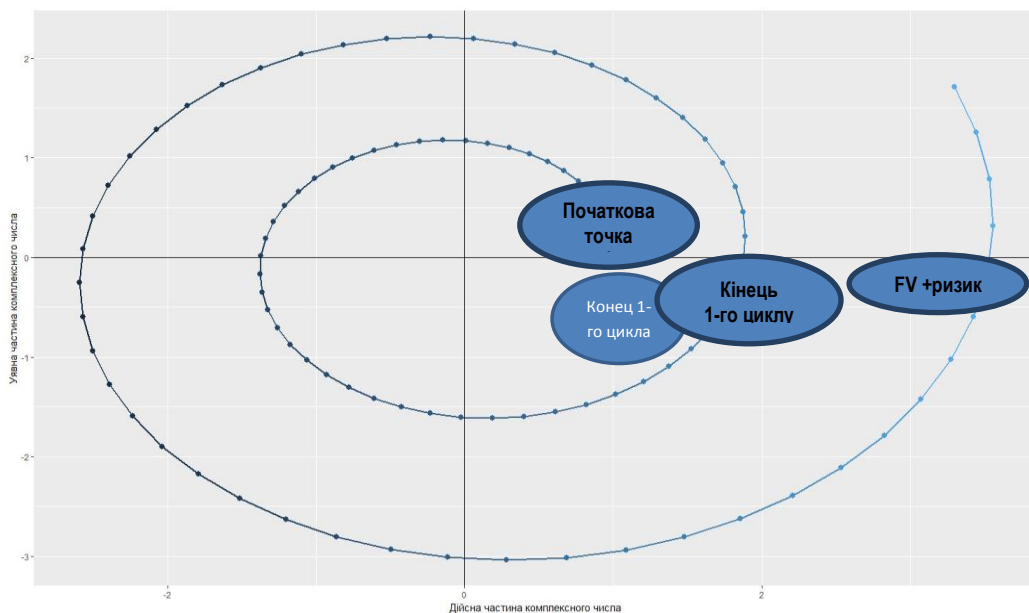 2
1
0
-1
-2
-3
Уявна частина комплексного числа
Початкова
точка
Конец 1-
го цикла
Кінець
1-го циклу
FV +ризик
-2
0
2
Дійсна частина комплексного числа